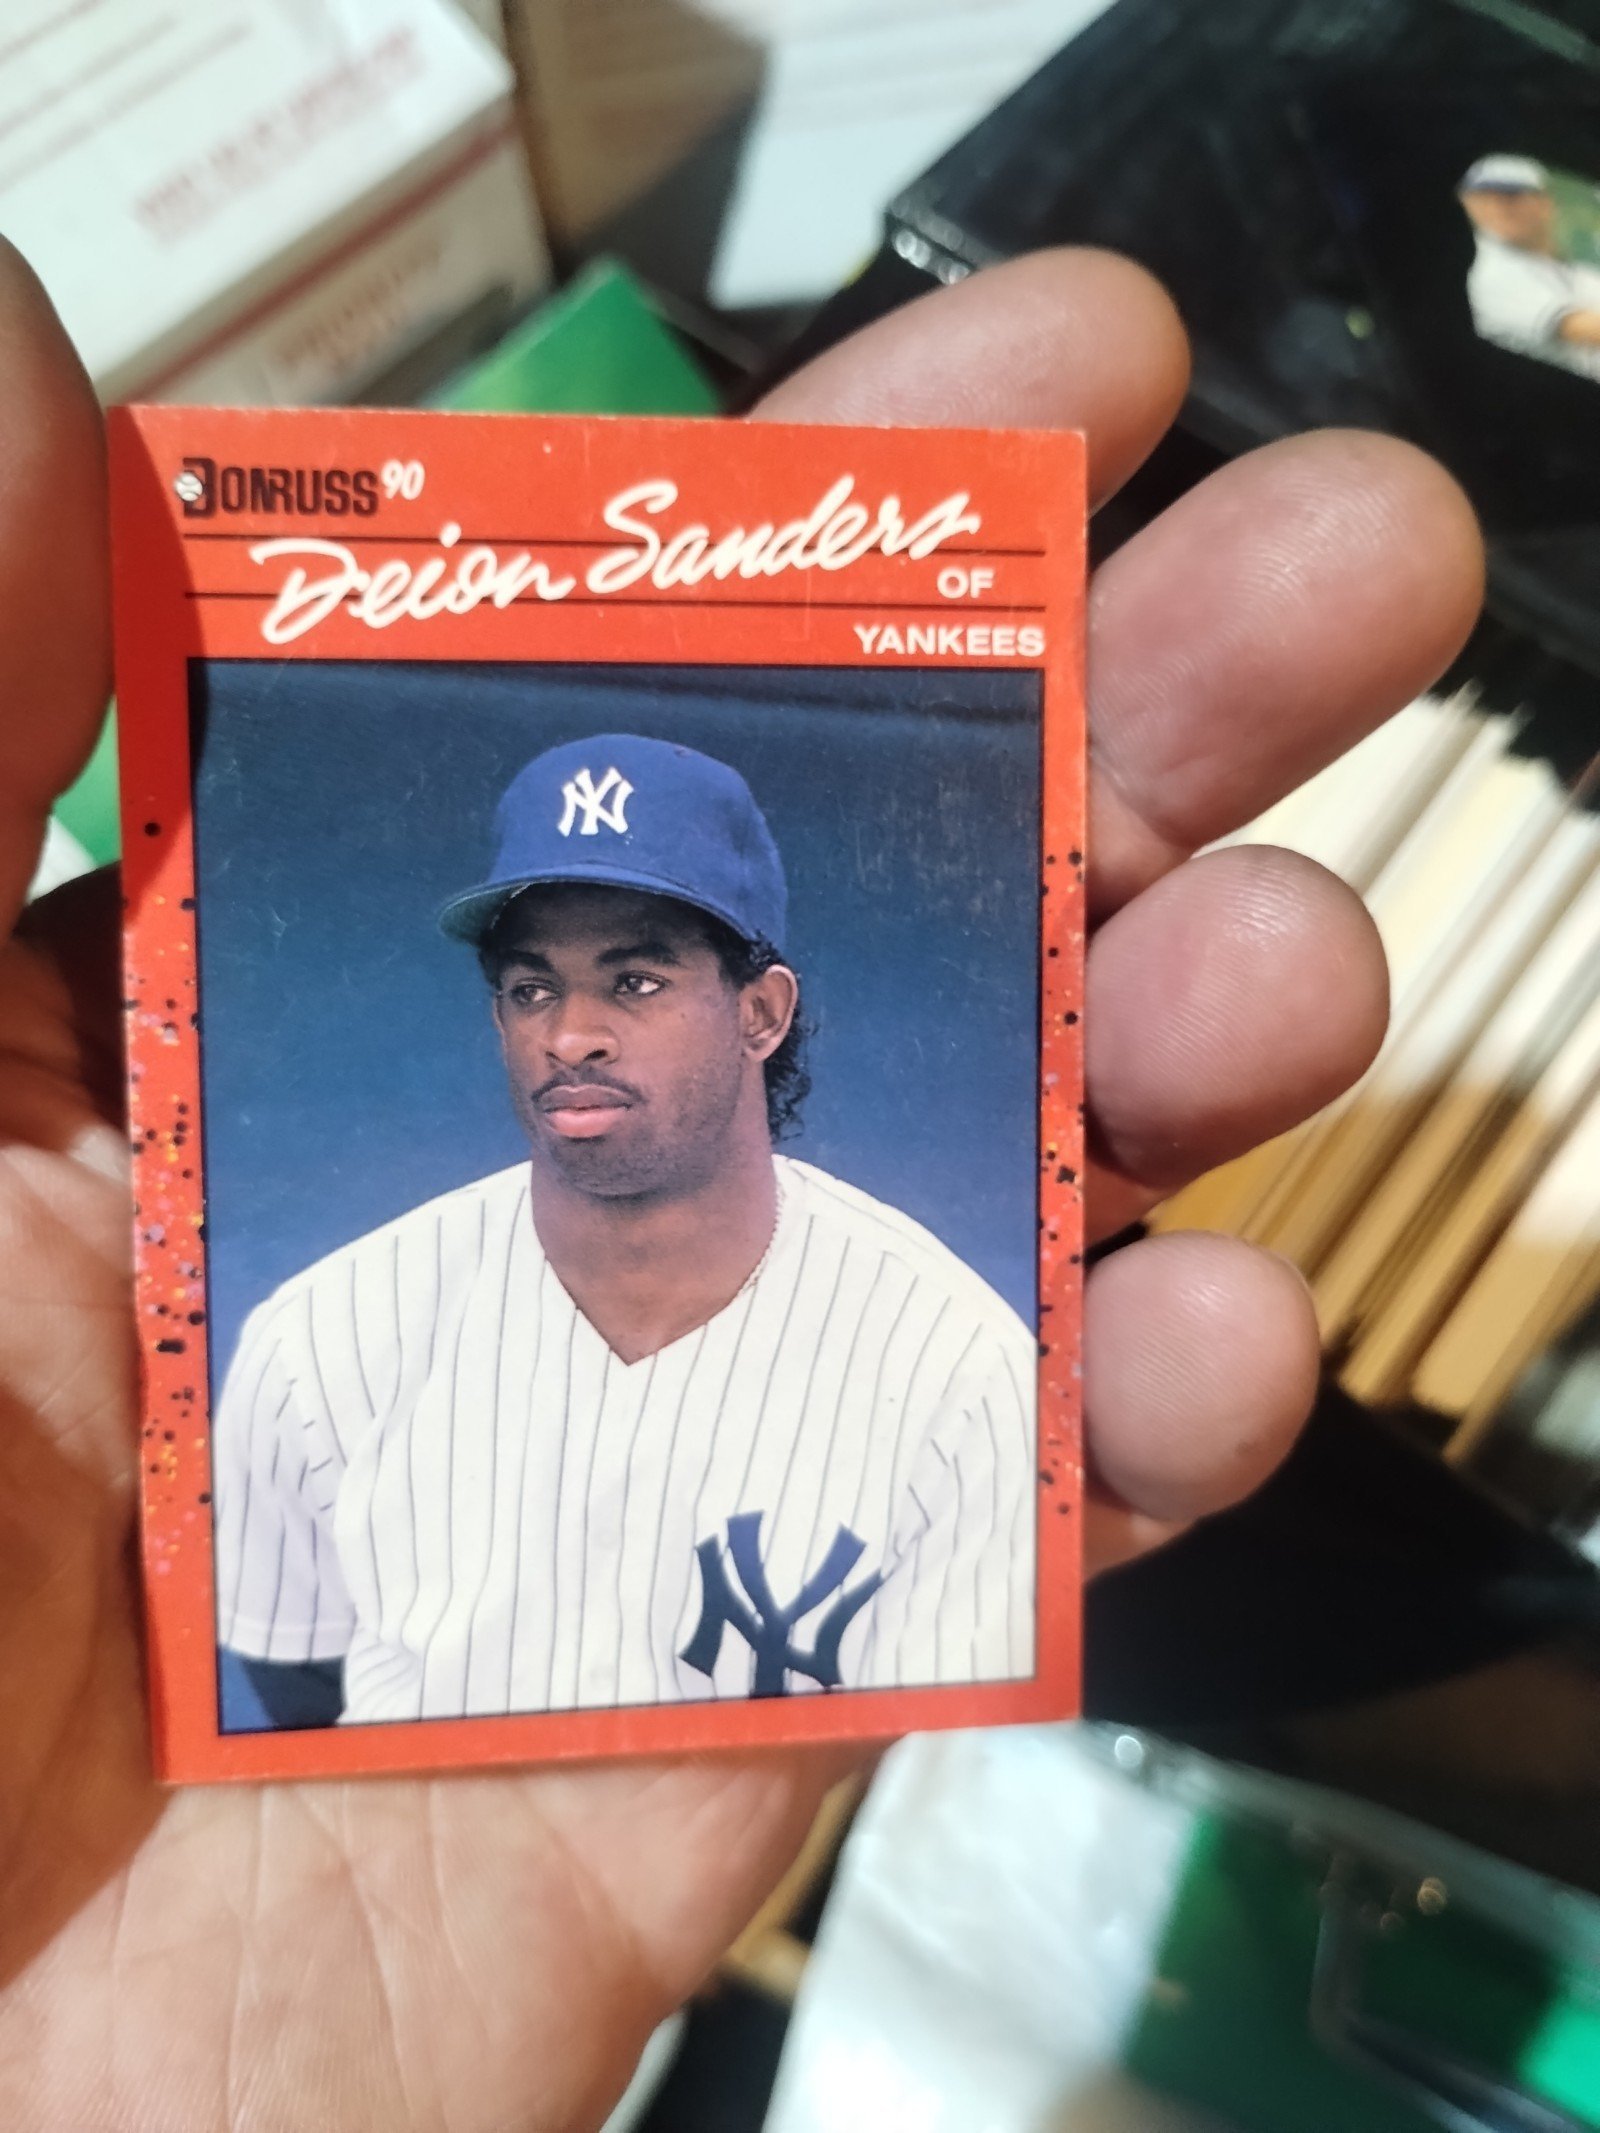 DONRUSS 90
Deion Sanders
OF
YANKEES
NY
NY